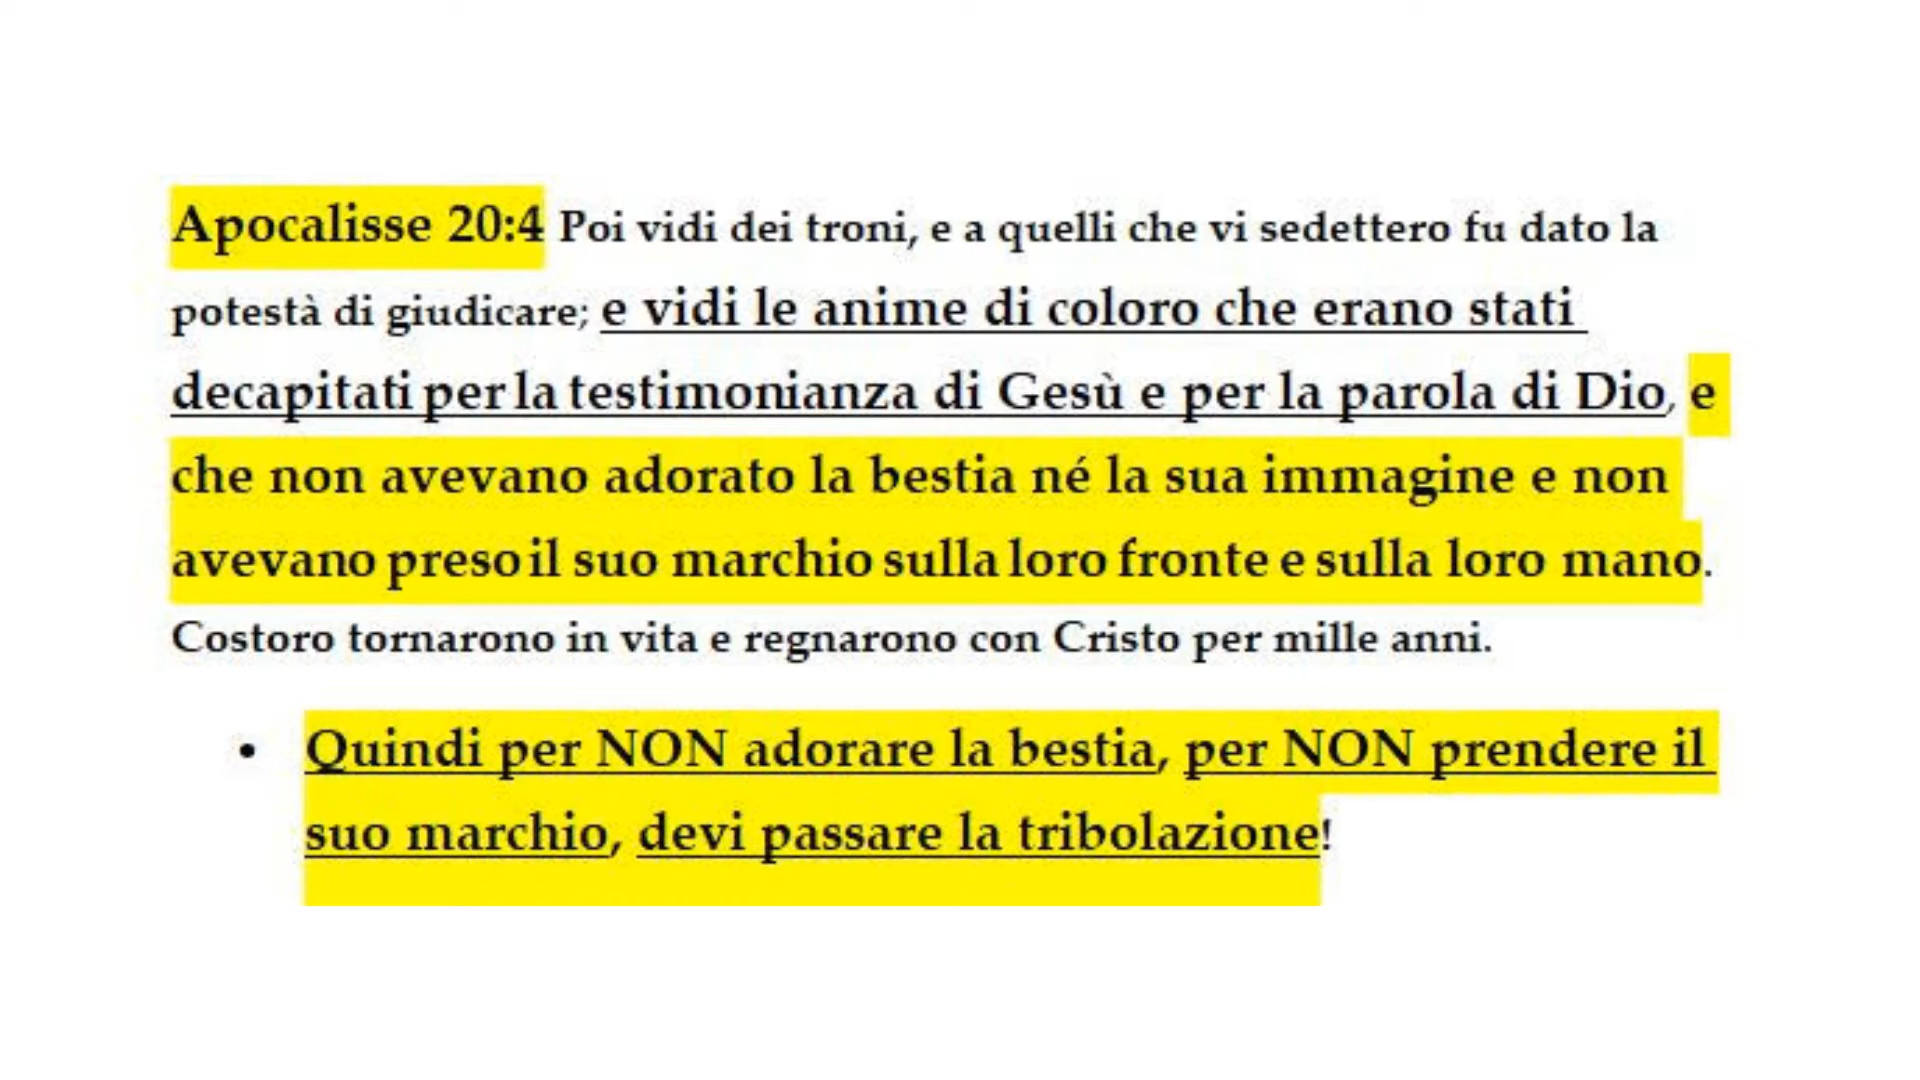 Apocalisse 20:4 Poi vidi dei troni, e a quelli che vi sedettero fu dato la
potestà di giudicare; e vidi le anime di coloro che erano stati
decapitati per la testimonianza di Gesù e per la parola di Dio, e
che non avevano adorato la bestia né la sua immagine e non
avevano preso il suo marchio sulla loro fronte e sulla loro mano.
Costoro tornarono in vita e regnarono con Cristo per mille anni.
• Quindi per NON adorare la bestia, per NON prendere il
suo marchio, devi passare la tribolazione!